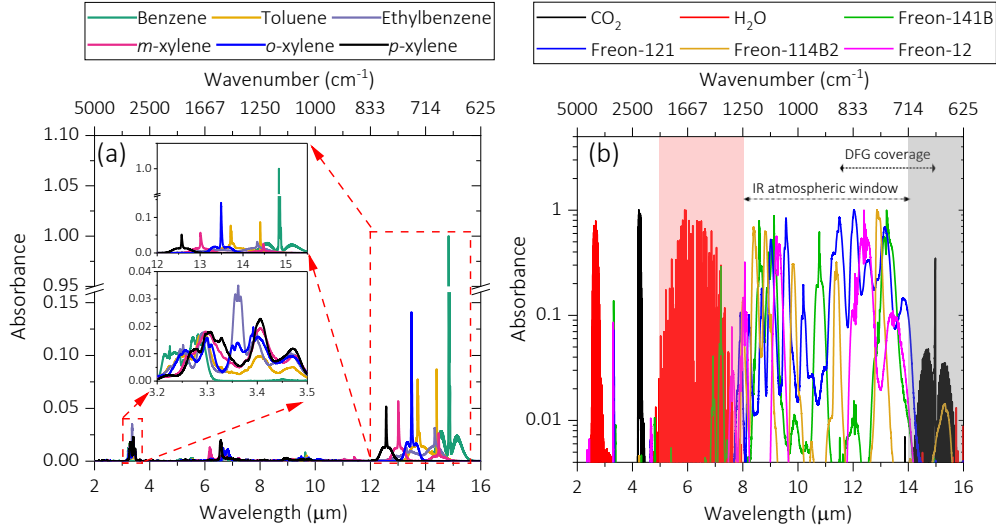 Benzene Toluene Ethylbenzene
m-xylene o-xylene p-xylene
Wavenumber (cm⁻¹)
5000 2500 1667 1250 1000 833 714 625
(a)
Absorbance
1.10
1.05
1.00
0.95
0.15
0.10
0.05
0.00
1.0
0.1
0.0
12 13 14 15
0.04
0.03
0.02
0.01
0.00
3.2 3.3 3.4 3.5
2 4 6 8 10 12 14 16
Wavelength (μm)
CO₂ H₂O Freon-141B
Freon-121 Freon-114B2 Freon-12
Wavenumber (cm⁻¹)
5000 2500 1667 1250 1000 833 714 625
(b)
DFG coverage
IR atmospheric window
Absorbance
1
0.1
0.01
2 4 6 8 10 12 14 16
Wavelength (μm)